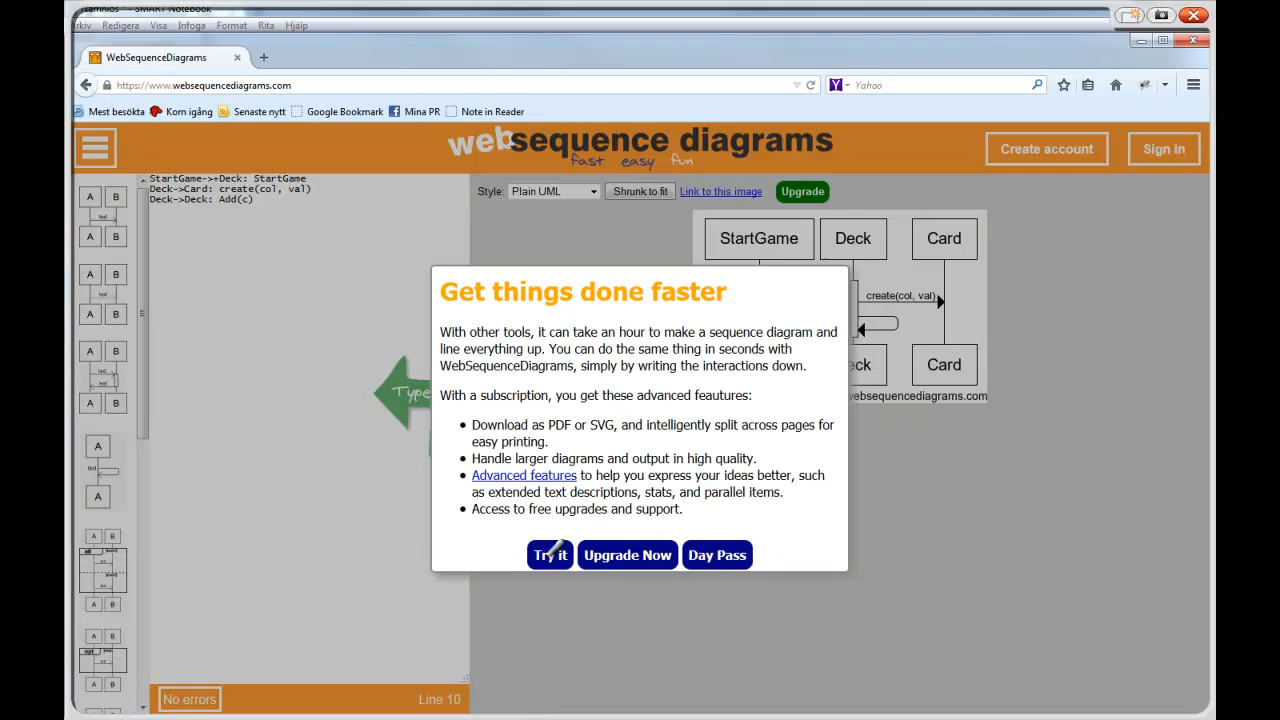 Namnlös * - SMART Notebook
Arkiv Redigera Visa Infoga Format Rita Hjälp
WebSequenceDiagrams
https://www.websequencediagrams.com
Yahoo
Mest besökta Kom igång Senaste nytt Google Bookmark Mina PR Note in Reader
websequence diagrams
fast easy fun
Create account
Sign in
StartGame->+Deck: StartGame
Deck->Card: create(col, val)
Deck->Deck: Add(c)
Style: Plain UML Shrunk to fit Link to this image Upgrade
StartGame Deck Card
create(col, val)
Card
websequencediagrams.com
Type
Get things done faster
With other tools, it can take an hour to make a sequence diagram and
line everything up. You can do the same thing in seconds with
WebSequenceDiagrams, simply by writing the interactions down.
With a subscription, you get these advanced feautures:
Download as PDF or SVG, and intelligently split across pages for
easy printing.
Handle larger diagrams and output in high quality.
Advanced features to help you express your ideas better, such
as extended text descriptions, stats, and parallel items.
Access to free upgrades and support.
Try it Upgrade Now Day Pass
A B
A B
A B
A B
A B
A B
A
A
A B
alt
A B
A B
opt
A B
No errors
Line 10